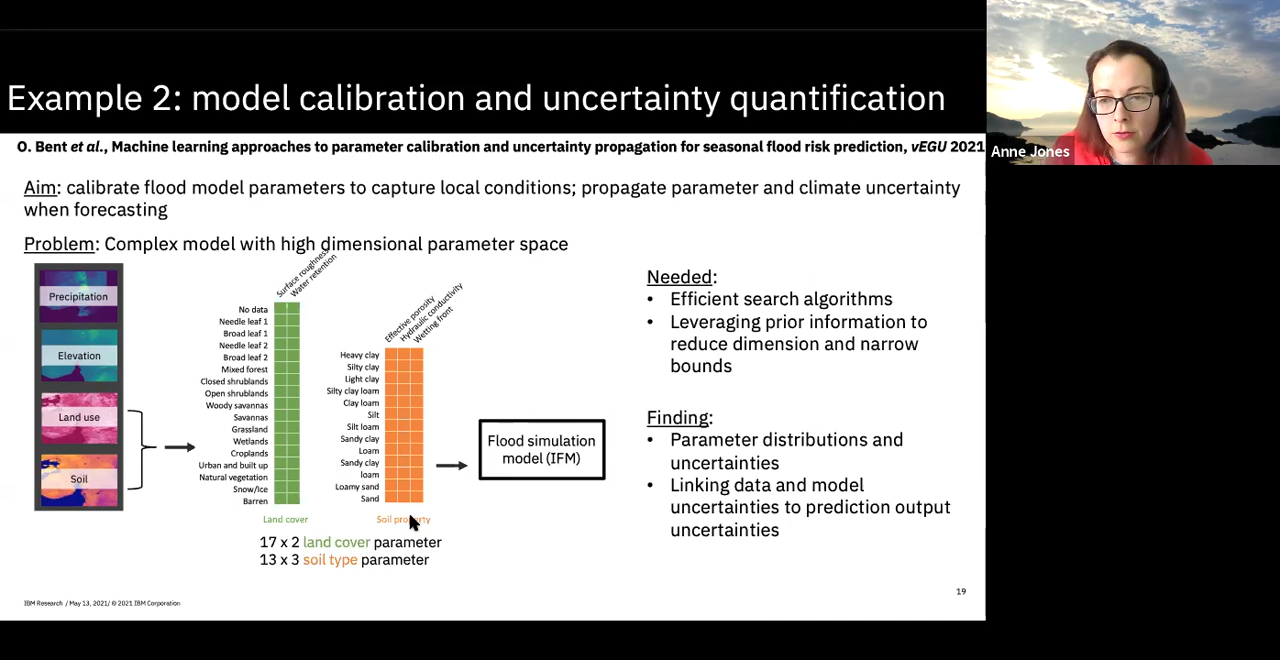 Example 2: model calibration and uncertainty quantification
Anne Jones
O. Bent et al., Machine learning approaches to parameter calibration and uncertainty propagation for seasonal flood risk prediction, vEGU 2021
Aim: calibrate flood model parameters to capture local conditions; propagate parameter and climate uncertainty
when forecasting
Problem: Complex model with high dimensional parameter space
Precipitation
Elevation
Land use
Soil
Surface roughness
Water retention
No data
Needle leaf 1
Broad leaf 1
Needle leaf 2
Broad leaf 2
Mixed forest
Closed shrublands
Open shrublands
Woody savannas
Savannas
Grassland
Wetlands
Croplands
Urban and built up
Natural vegetation
Snow/Ice
Barren
Land cover
Effective porosity
Hydraulic conductivity
Wetting front
Heavy clay
Silty clay
Light clay
Silty clay loam
Clay loam
Silt
Silt loam
Sandy clay
Loam
Sandy clay
loam
Loamy sand
Sand
Soil property
17 x 2 land cover parameter
13 x 3 soil type parameter
Flood simulation
model (IFM)
Needed:
• Efficient search algorithms
• Leveraging prior information to
reduce dimension and narrow
bounds
Finding:
• Parameter distributions and
uncertainties
• Linking data and model
uncertainties to prediction output
uncertainties
IBM Research / May 13, 2021/ © 2021 IBM Corporation
19